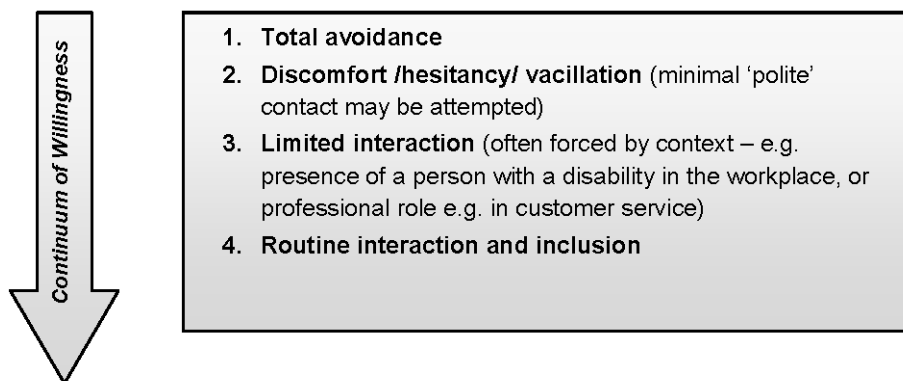 Continuum of Willingness
1. Total avoidance
2. Discomfort /hesitancy/ vacillation (minimal ‘polite’
contact may be attempted)
3. Limited interaction (often forced by context – e.g.
presence of a person with a disability in the workplace, or
professional role e.g. in customer service)
4. Routine interaction and inclusion